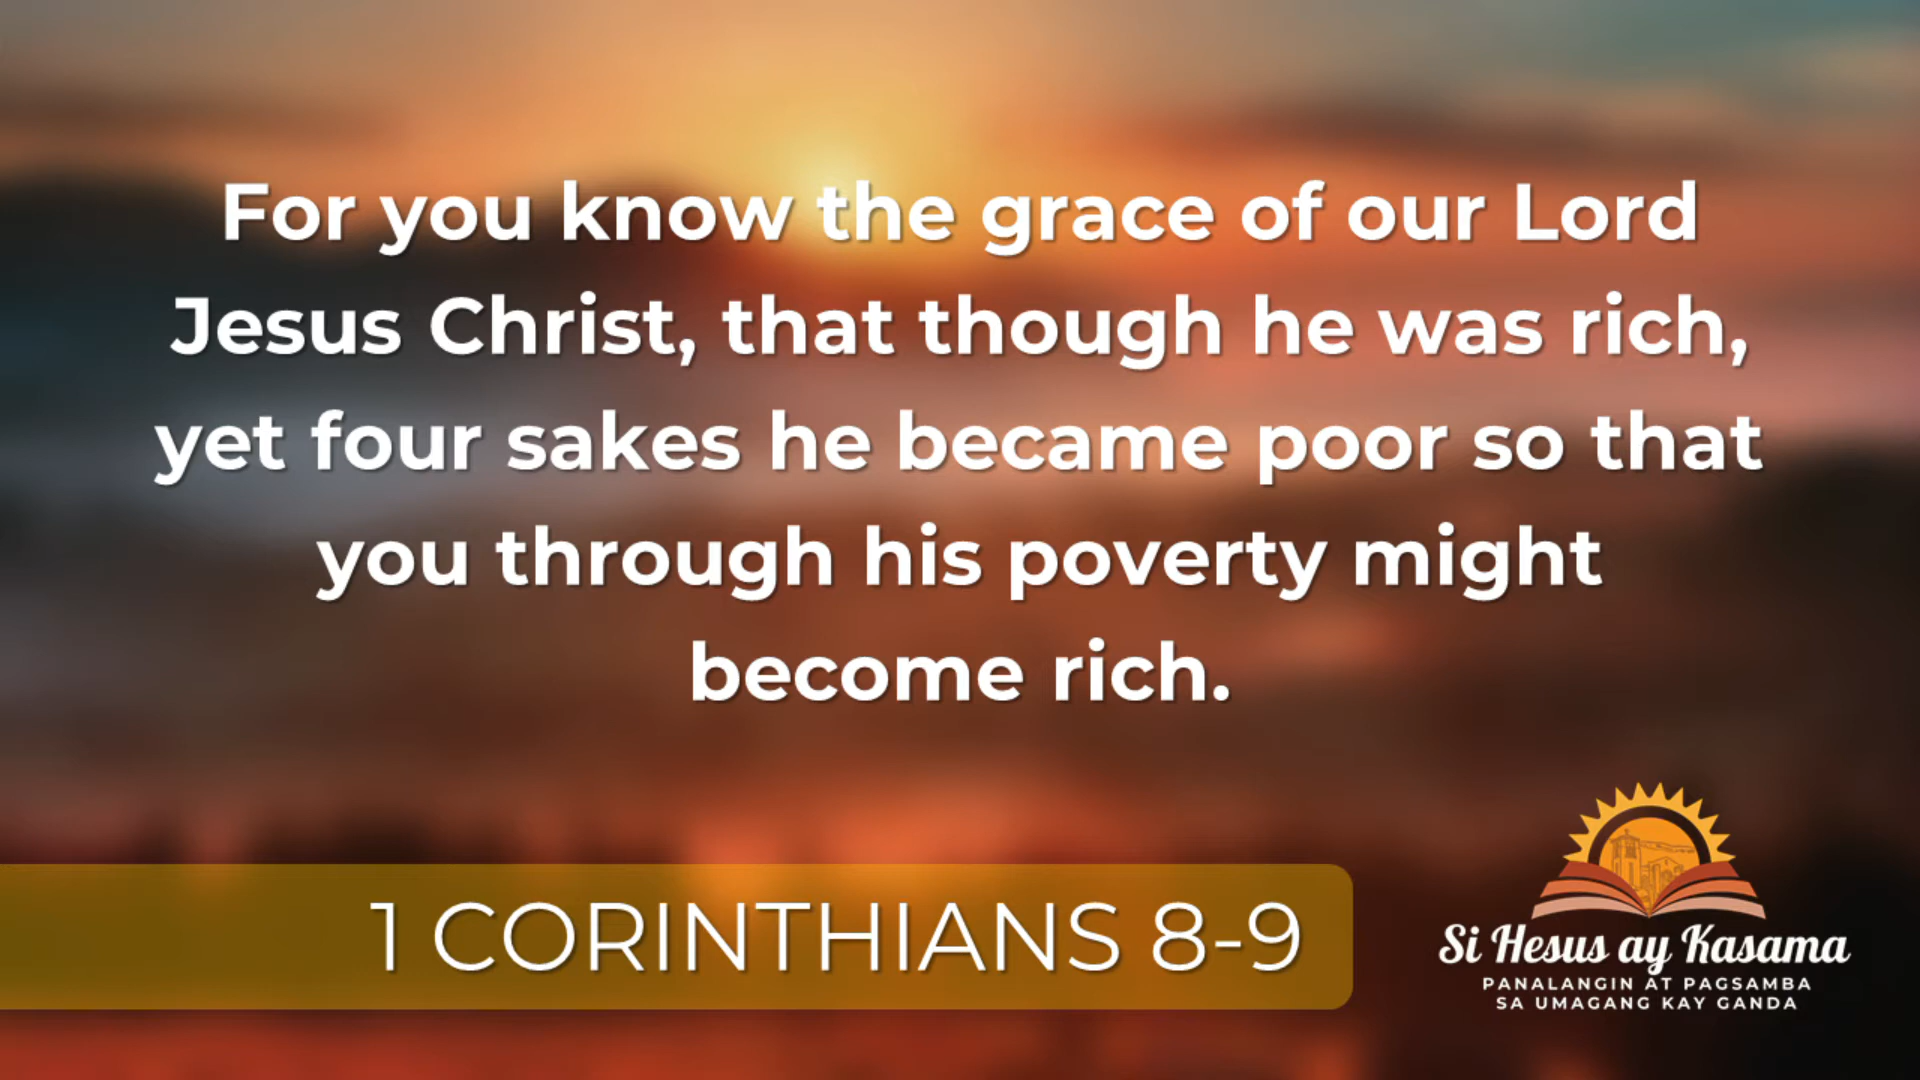 For you know the grace of our Lord
Jesus Christ, that though he was rich,
yet four sakes he became poor so that
you through his poverty might
become rich.
1 CORINTHIANS 8-9
Si Hesus ay Kasama
PANALANGIN AT PAGSAMBA
SA UMAGANG KAY GANDA